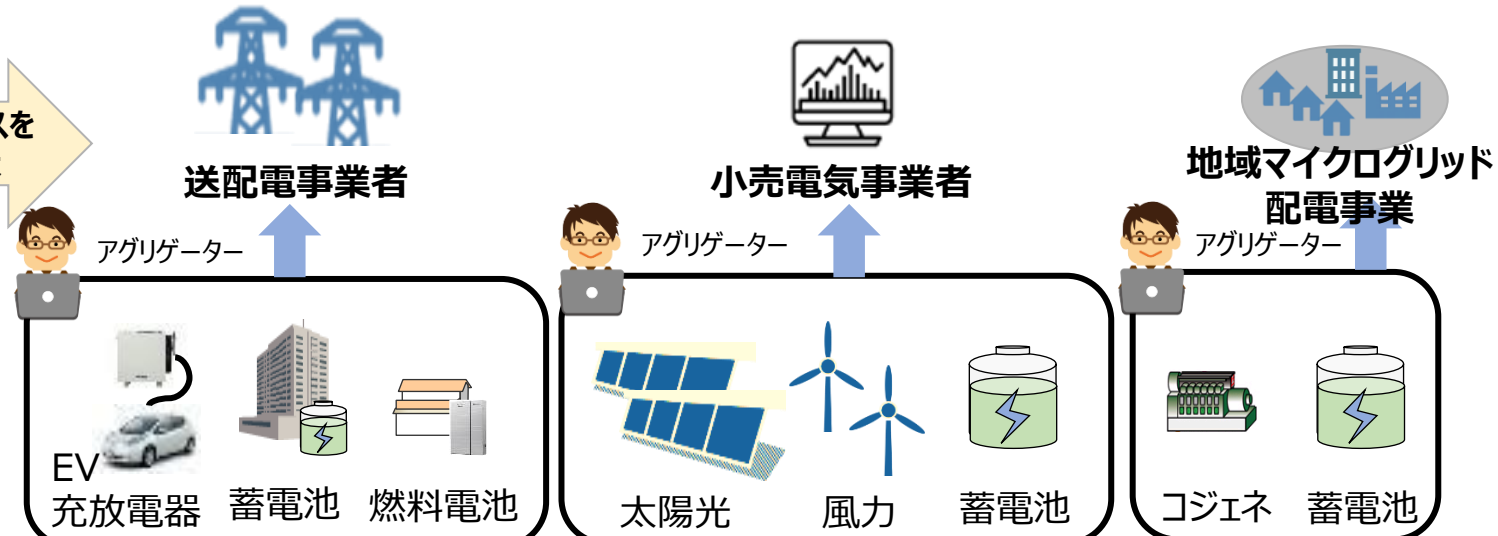 スを
送配電事業者
小売電気事業者
地域マイクログリッド
配電事業
アグリゲーター
アグリゲーター
アグリゲーター
EV
充放電器
蓄電池
燃料電池
太陽光
風力
蓄電池
コジェネ
蓄電池